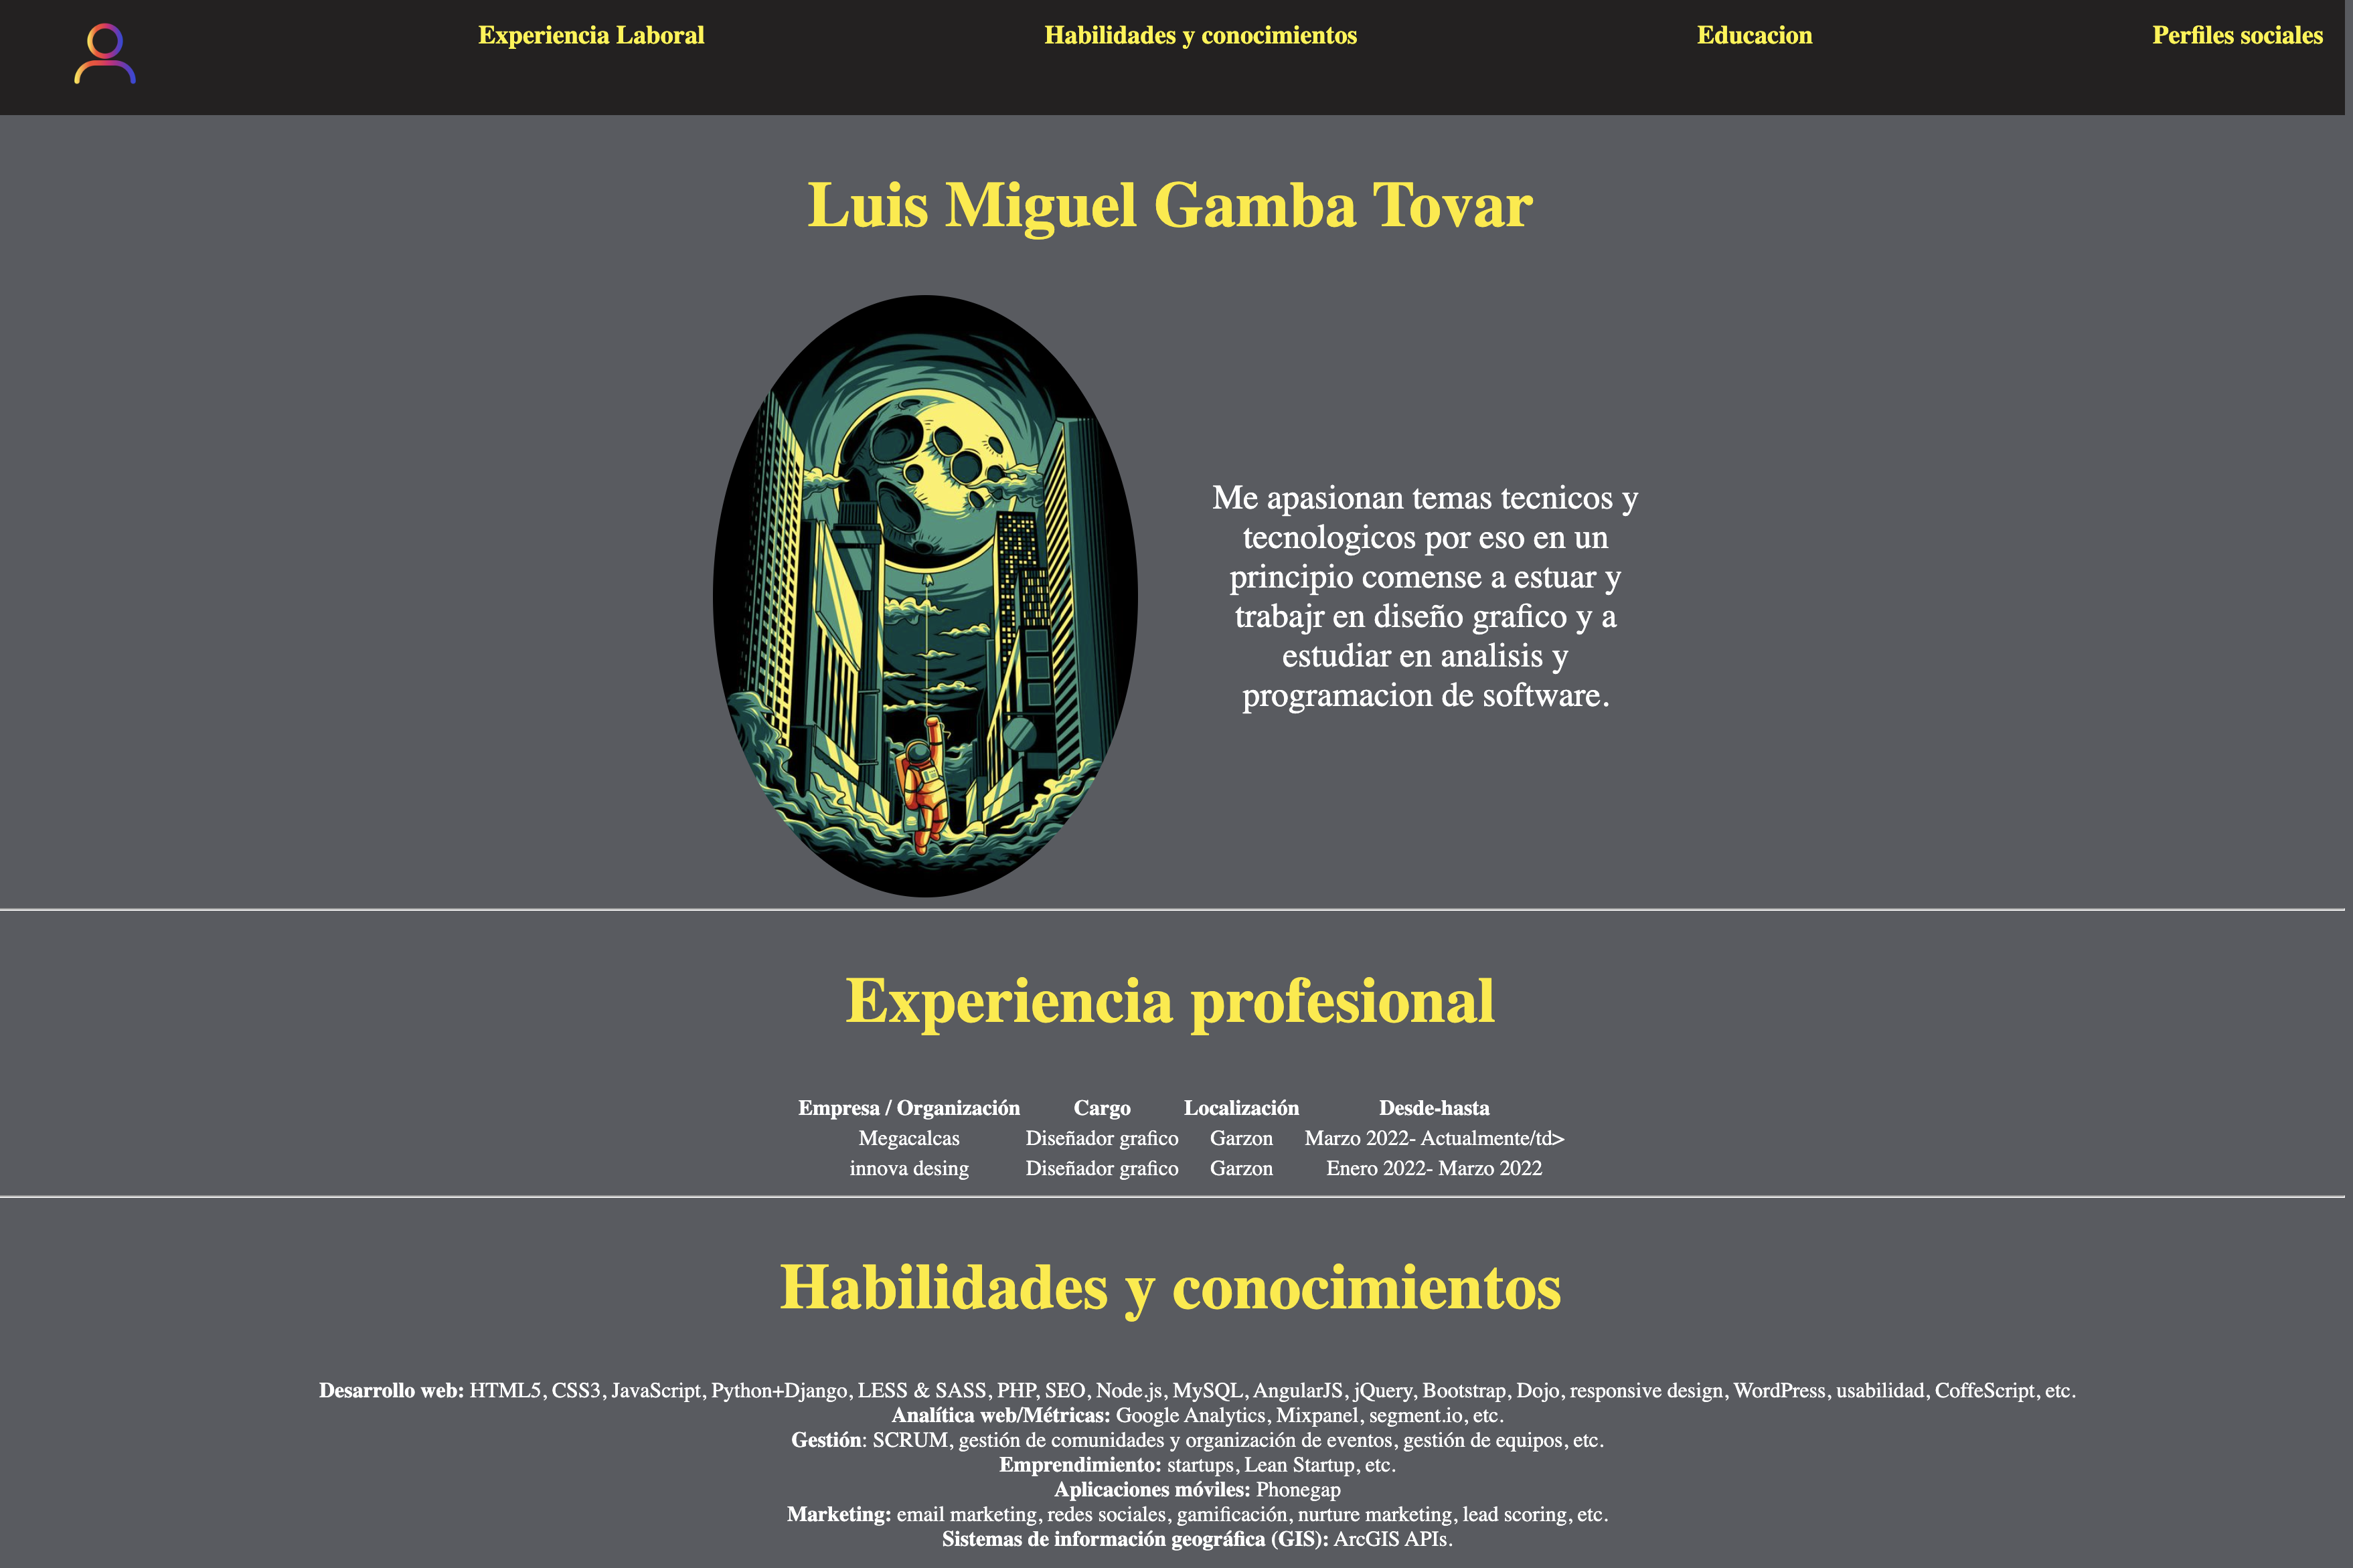 Experiencia Laboral
Habilidades y conocimientos
Educacion
Perfiles sociales
Luis Miguel Gamba Tovar
Me apasionan temas tecnicos y
tecnologicos por eso en un
principio comense a estuar y
trabajr en diseño grafico y a
estudiar en analisis y
programacion de software.
Experiencia profesional
Empresa / Organización Cargo Localización Desde-hasta
Megacalcas Diseñador grafico Garzon Marzo 2022- Actualmente/td>
innova desing Diseñador grafico Garzon Enero 2022- Marzo 2022
Habilidades y conocimientos
Desarrollo web: HTML5, CSS3, JavaScript, Python+Django, LESS & SASS, PHP, SEO, Node.js, MySQL, AngularJS, jQuery, Bootstrap, Dojo, responsive design, WordPress, usabilidad, CoffeScript, etc.
Analítica web/Métricas: Google Analytics, Mixpanel, segment.io, etc.
Gestión: SCRUM, gestión de comunidades y organización de eventos, gestión de equipos, etc.
Emprendimiento: startups, Lean Startup, etc.
Aplicaciones móviles: Phonegap
Marketing: email marketing, redes sociales, gamificación, nurture marketing, lead scoring, etc.
Sistemas de información geográfica (GIS): ArcGIS APIs.